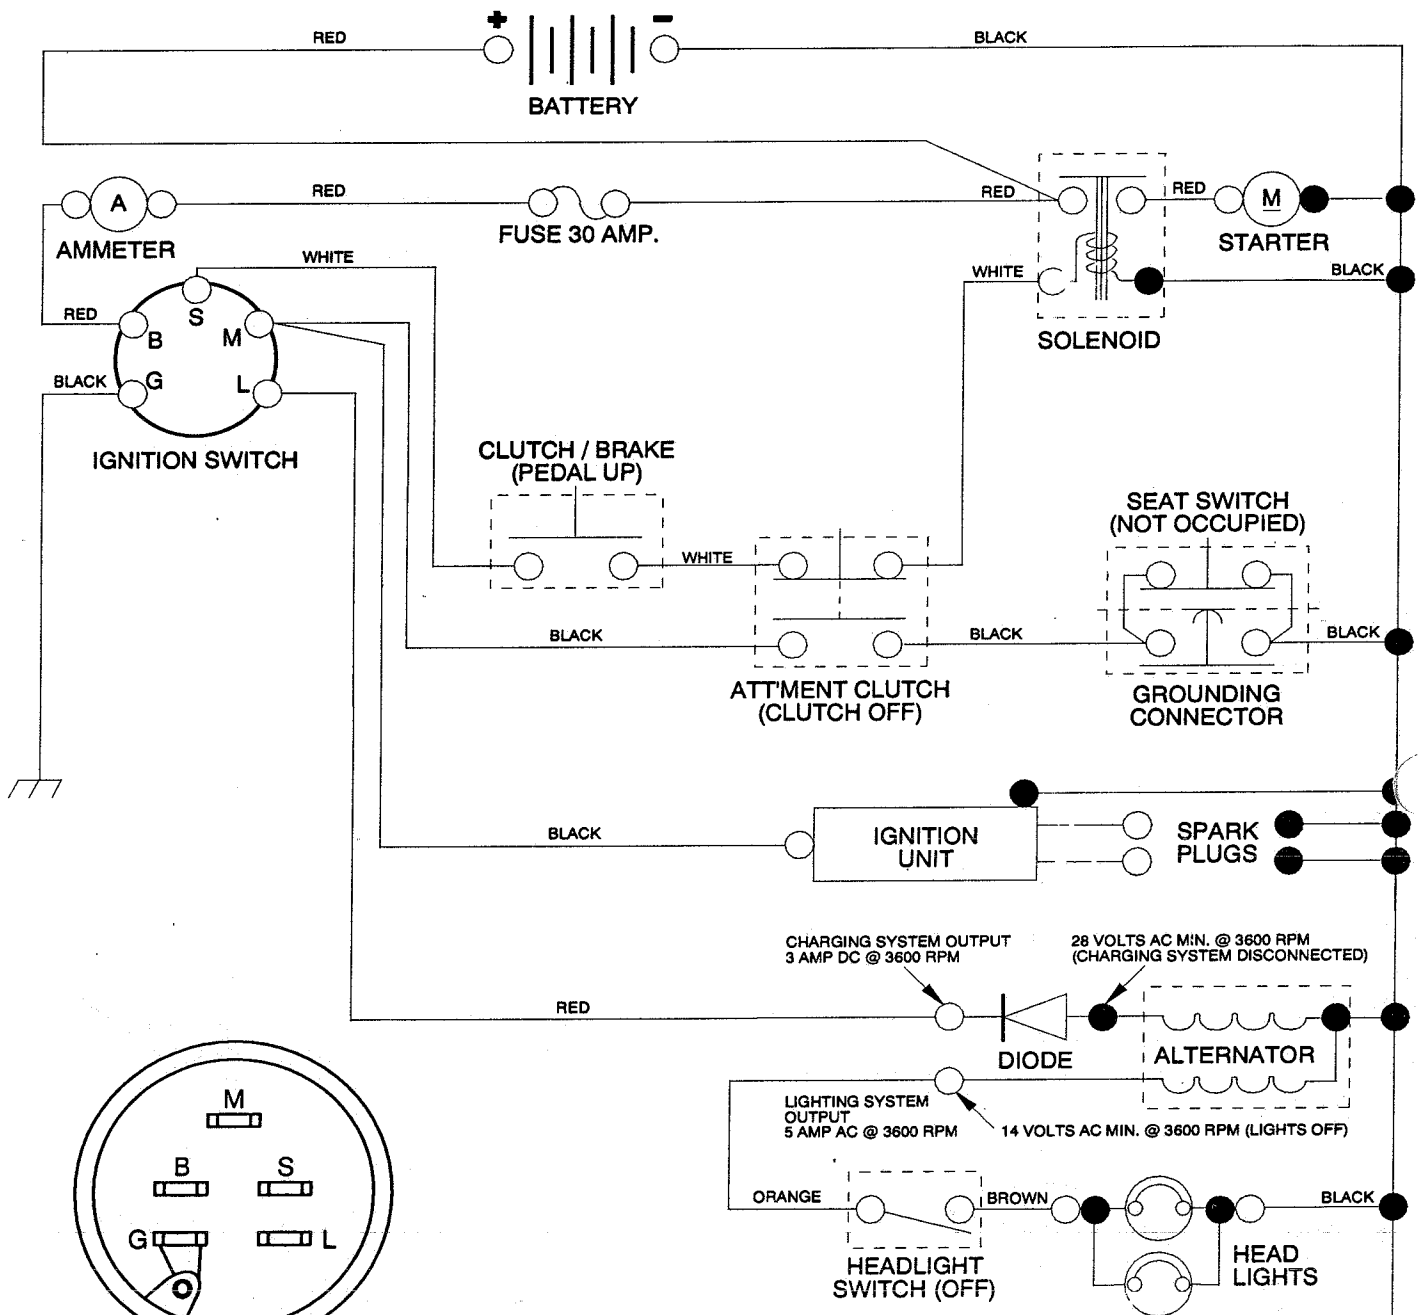 +
−
RED
BLACK
BATTERY
A
RED
RED
RED
M
AMMETER
FUSE 30 AMP.
STARTER
WHITE
WHITE
BLACK
RED
S
B
M
SOLENOID
BLACK
G
L
IGNITION SWITCH
CLUTCH / BRAKE
(PEDAL UP)
SEAT SWITCH
(NOT OCCUPIED)
WHITE
BLACK
BLACK
BLACK
ATT'MENT CLUTCH
(CLUTCH OFF)
GROUNDING
CONNECTOR
BLACK
IGNITION
UNIT
SPARK
PLUGS
CHARGING SYSTEM OUTPUT
3 AMP DC @ 3600 RPM
28 VOLTS AC MIN. @ 3600 RPM
(CHARGING SYSTEM DISCONNECTED)
RED
DIODE
ALTERNATOR
LIGHTING SYSTEM
OUTPUT
5 AMP AC @ 3600 RPM
14 VOLTS AC MIN. @ 3600 RPM (LIGHTS OFF)
M
B
S
G
L
ORANGE
BROWN
BLACK
HEADLIGHT
SWITCH (OFF)
HEAD
LIGHTS